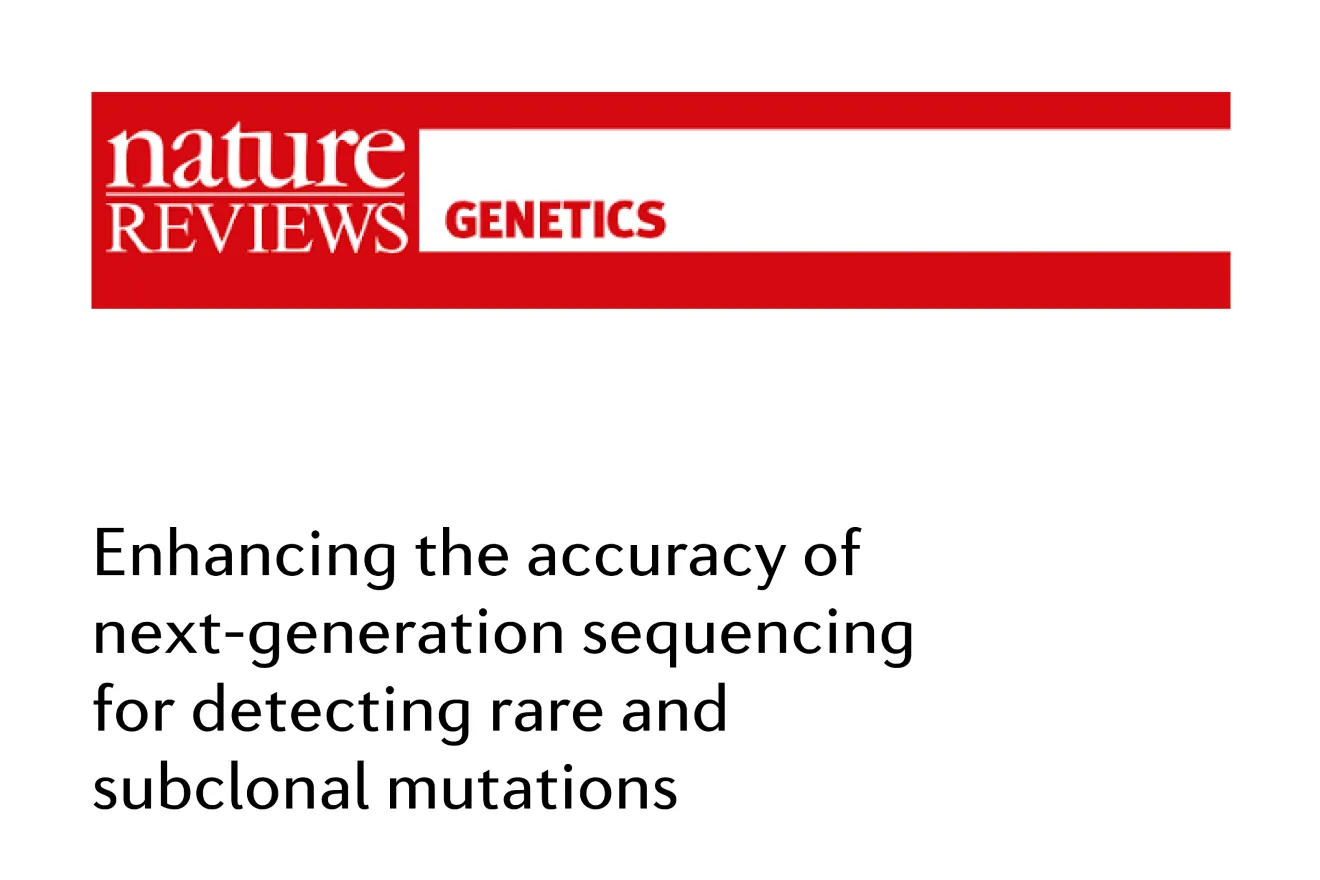 nature
REVIEWS
GENETICS
Enhancing the accuracy of
next-generation sequencing
for detecting rare and
subclonal mutations